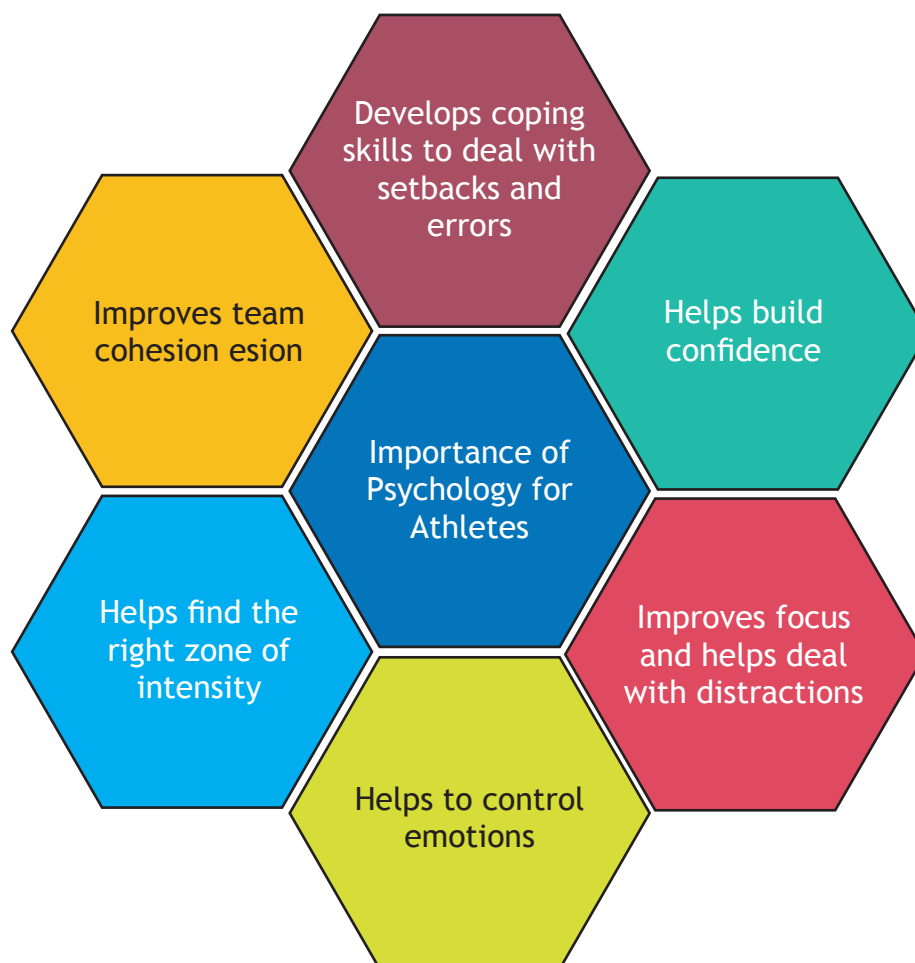 Develops coping
skills to deal with
setbacks and
errors
Improves team
cohesion esion
Helps build
confidence
Importance of
Psychology for
Athletes
Helps find the
right zone of
intensity
Improves focus
and helps deal
with distractions
Helps to control
emotions